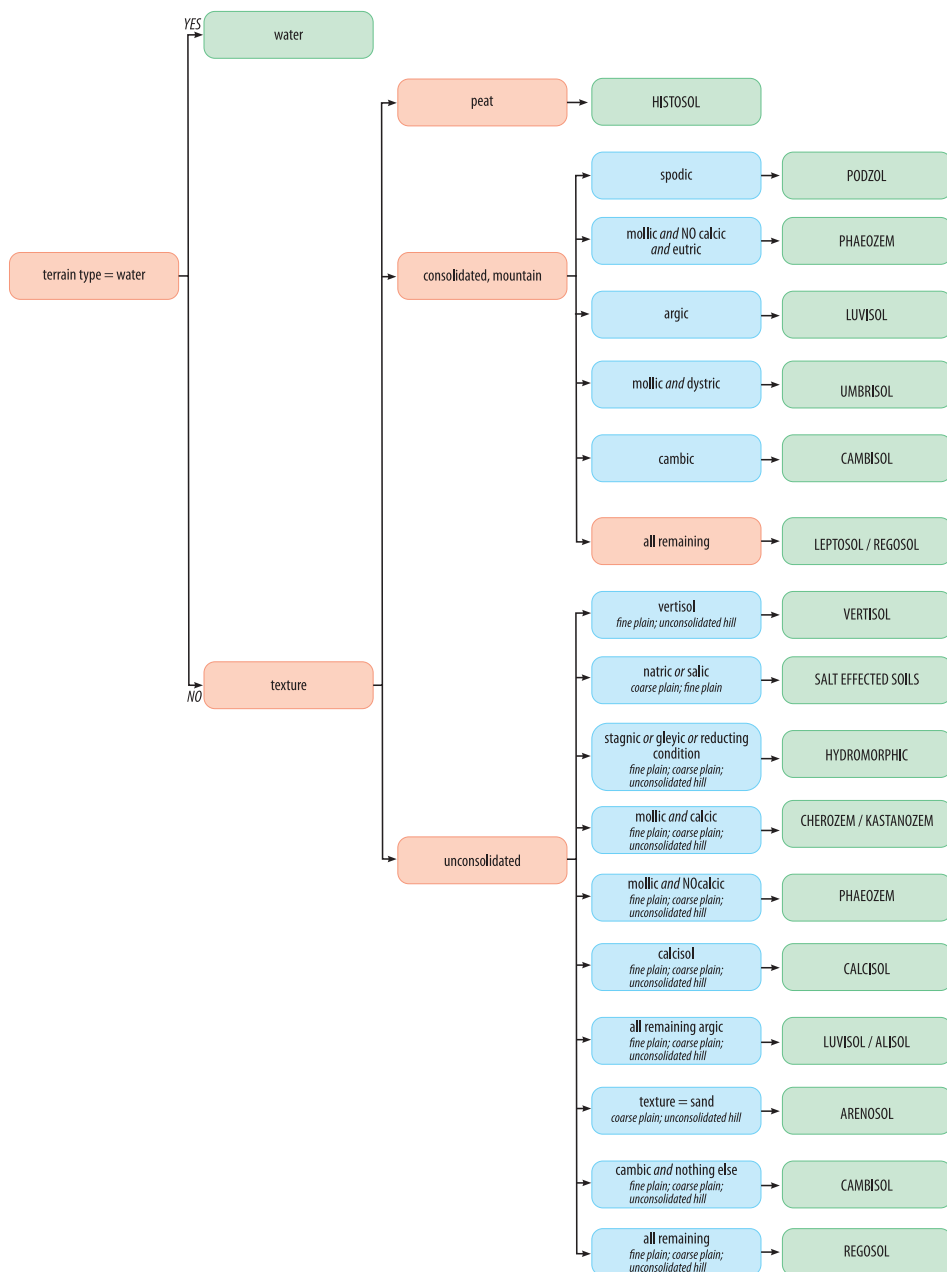 YES
water
peat
HISTOSOL
spodic
PODZOL
mollic and NO calcic
and eutric
PHAEOZEM
terrain type = water
consolidated, mountain
argic
LUVISOL
mollic and dystric
UMBRISOL
cambic
CAMBISOL
all remaining
LEPTOSOL / REGOSOL
vertisol
fine plain; unconsolidated hill
VERTISOL
NO
texture
natric or salic
coarse plain; fine plain
SALT EFFECTED SOILS
stagnic or gleyic or reducting
condition
fine plain; coarse plain;
unconsolidated hill
HYDROMORPHIC
mollic and calcic
fine plain; coarse plain;
unconsolidated hill
CHEROZEM / KASTANOZEM
unconsolidated
mollic and NOcalcic
fine plain; coarse plain;
unconsolidated hill
PHAEOZEM
calcisol
fine plain; coarse plain;
unconsolidated hill
CALCISOL
all remaining argic
fine plain; coarse plain;
unconsolidated hill
LUVISOL / ALISOL
texture = sand
coarse plain; unconsolidated hill
ARENOSOL
cambic and nothing else
fine plain; coarse plain;
unconsolidated hill
CAMBISOL
all remaining
fine plain; coarse plain;
unconsolidated hill
REGOSOL